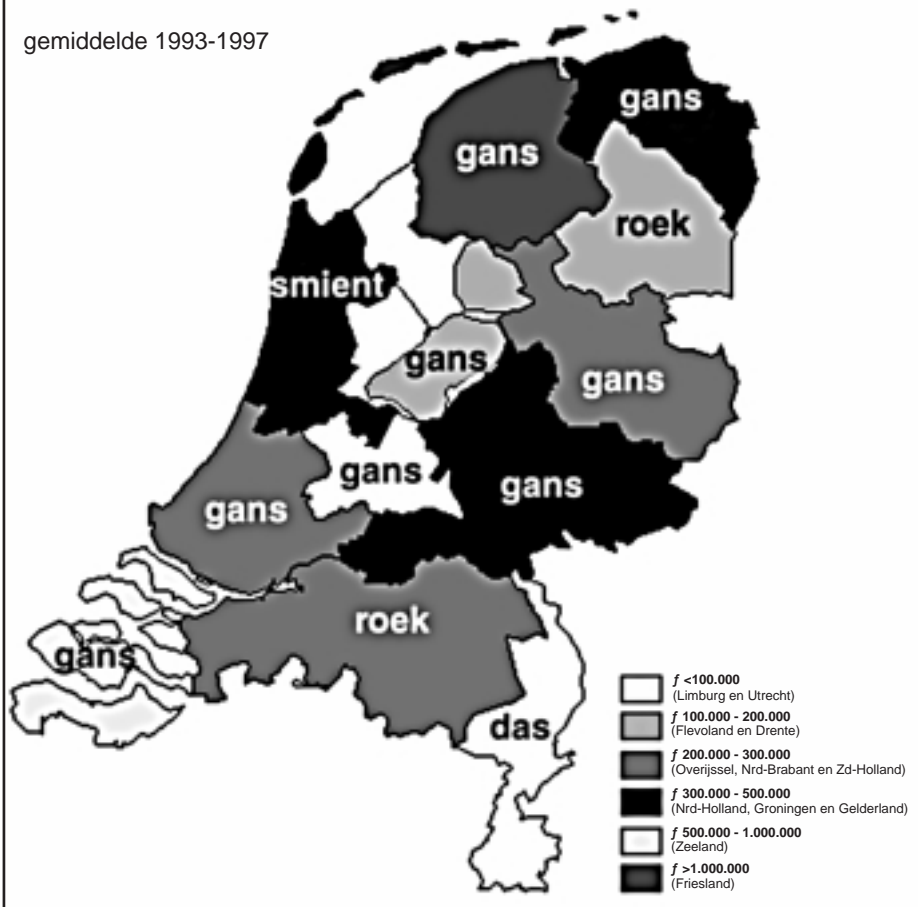 gemiddelde 1993-1997
gans
gans
roek
smient
gans
gans
gans
gans
gans
roek
gans
das
ƒ <100.000
(Limburg en Utrecht)
ƒ 100.000 - 200.000
(Flevoland en Drente)
ƒ 200.000 - 300.000
(Overijssel, Nrd-Brabant en Zd-Holland)
ƒ 300.000 - 500.000
(Nrd-Holland, Groningen en Gelderland)
ƒ 500.000 - 1.000.000
(Zeeland)
ƒ >1.000.000
(Friesland)